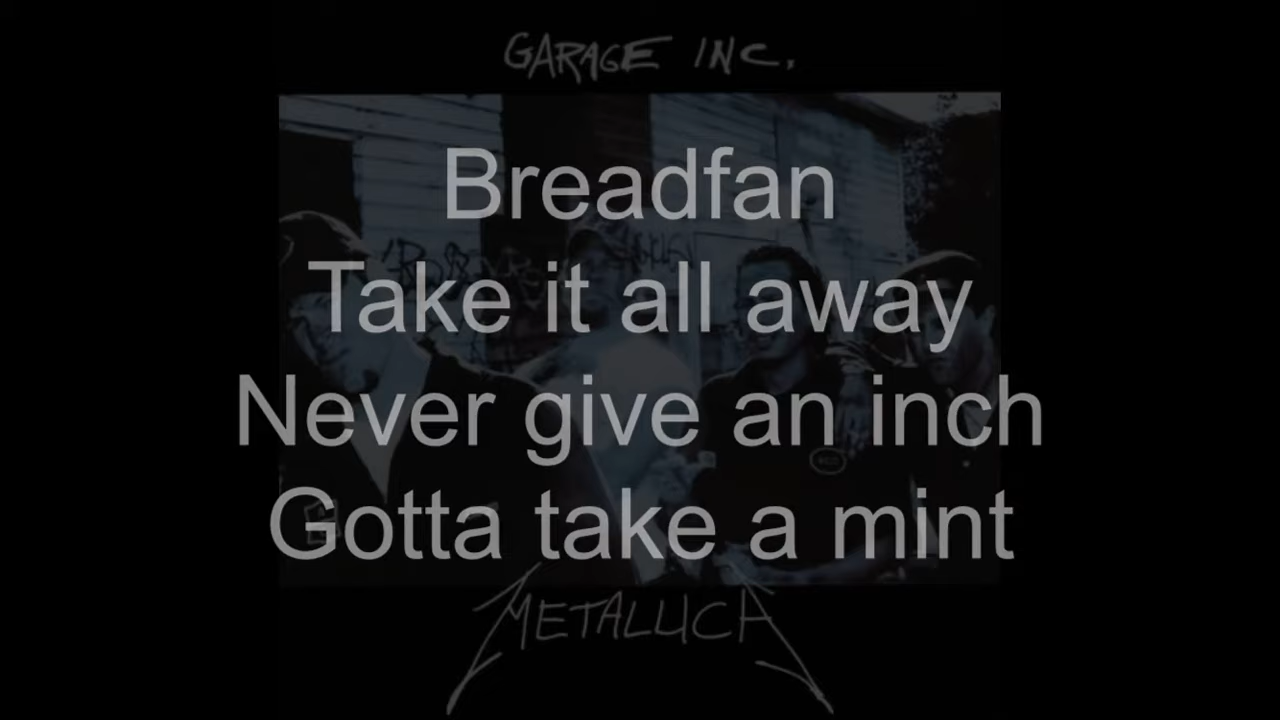 GARAGE INC.
Breadfan
Take it all away
Never give an inch
Gotta take a mint
METALLICA